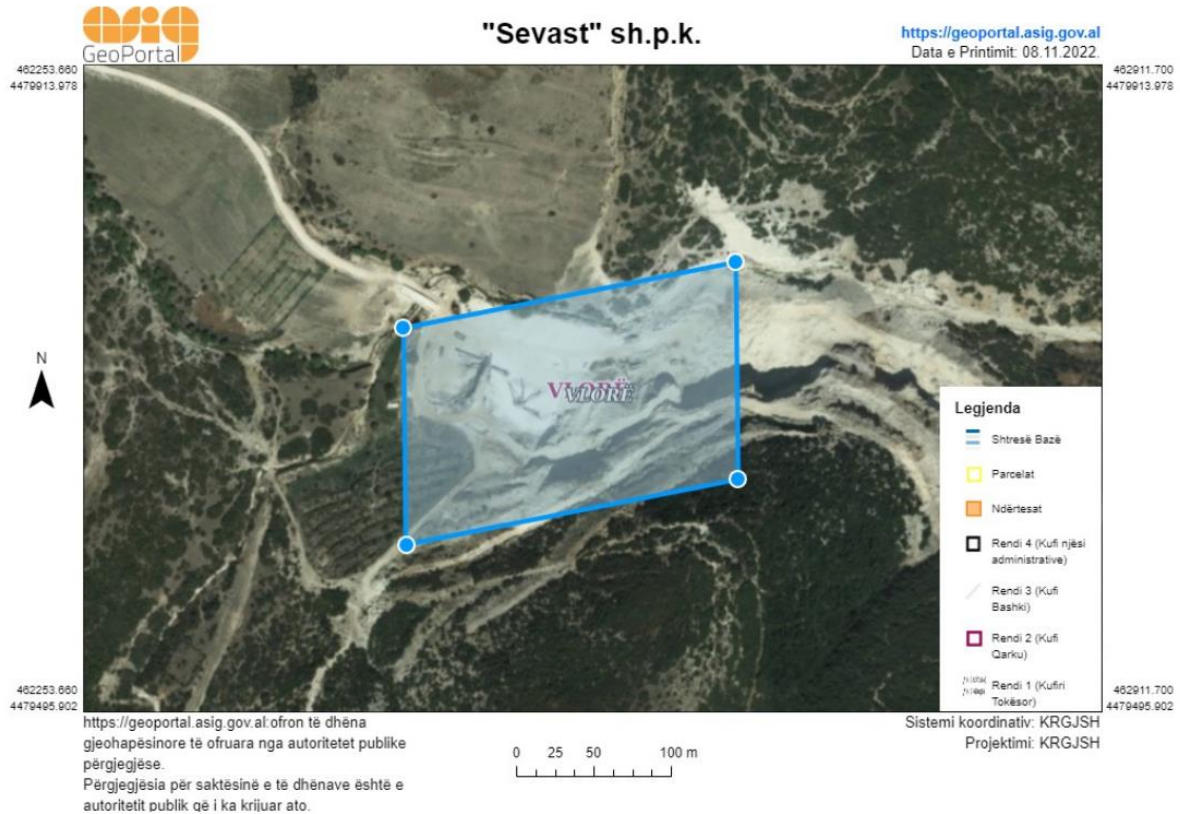 asig
GeoPortal
"Sevast" sh.p.k.
https://geoportal.asig.gov.al
Data e Printimit: 08.11.2022.
462253.660
4479913.978
462911.700
4479913.978
N
VLORË
VLORË
Legjenda
Shtresë Bazë
Parcelat
Ndërtesat
Rendi 4 (Kufi njësi
administrative)
Rendi 3 (Kufi
Bashki)
Rendi 2 (Kufi
Qarku)
Rendi 1 (Kufiri
Tokësor)
462253.660
4479495.902
462911.700
4479495.902
https://geoportal.asig.gov.al:ofron të dhëna
gjeohapësinore të ofruara nga autoritetet publike
përgjegjëse.
Përgjegjësia për saktësinë e të dhënave është e
autoritetit publik që i ka krijuar ato.
0 25 50 100 m
Sistemi koordinativ: KRGJSH
Projektimi: KRGJSH